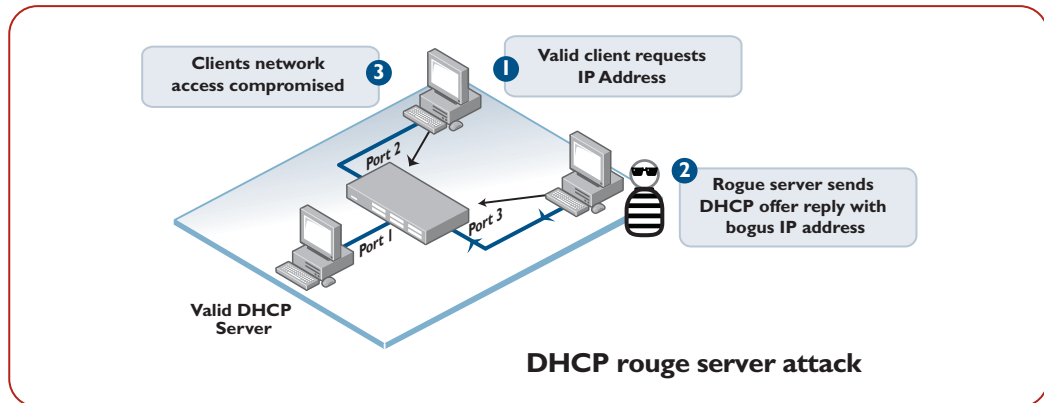 Clients network
access compromised
3
1
Valid client requests
IP Address
Port 2
2
Rogue server sends
DHCP offer reply with
bogus IP address
Port 3
Port 1
Valid DHCP
Server
DHCP rouge server attack